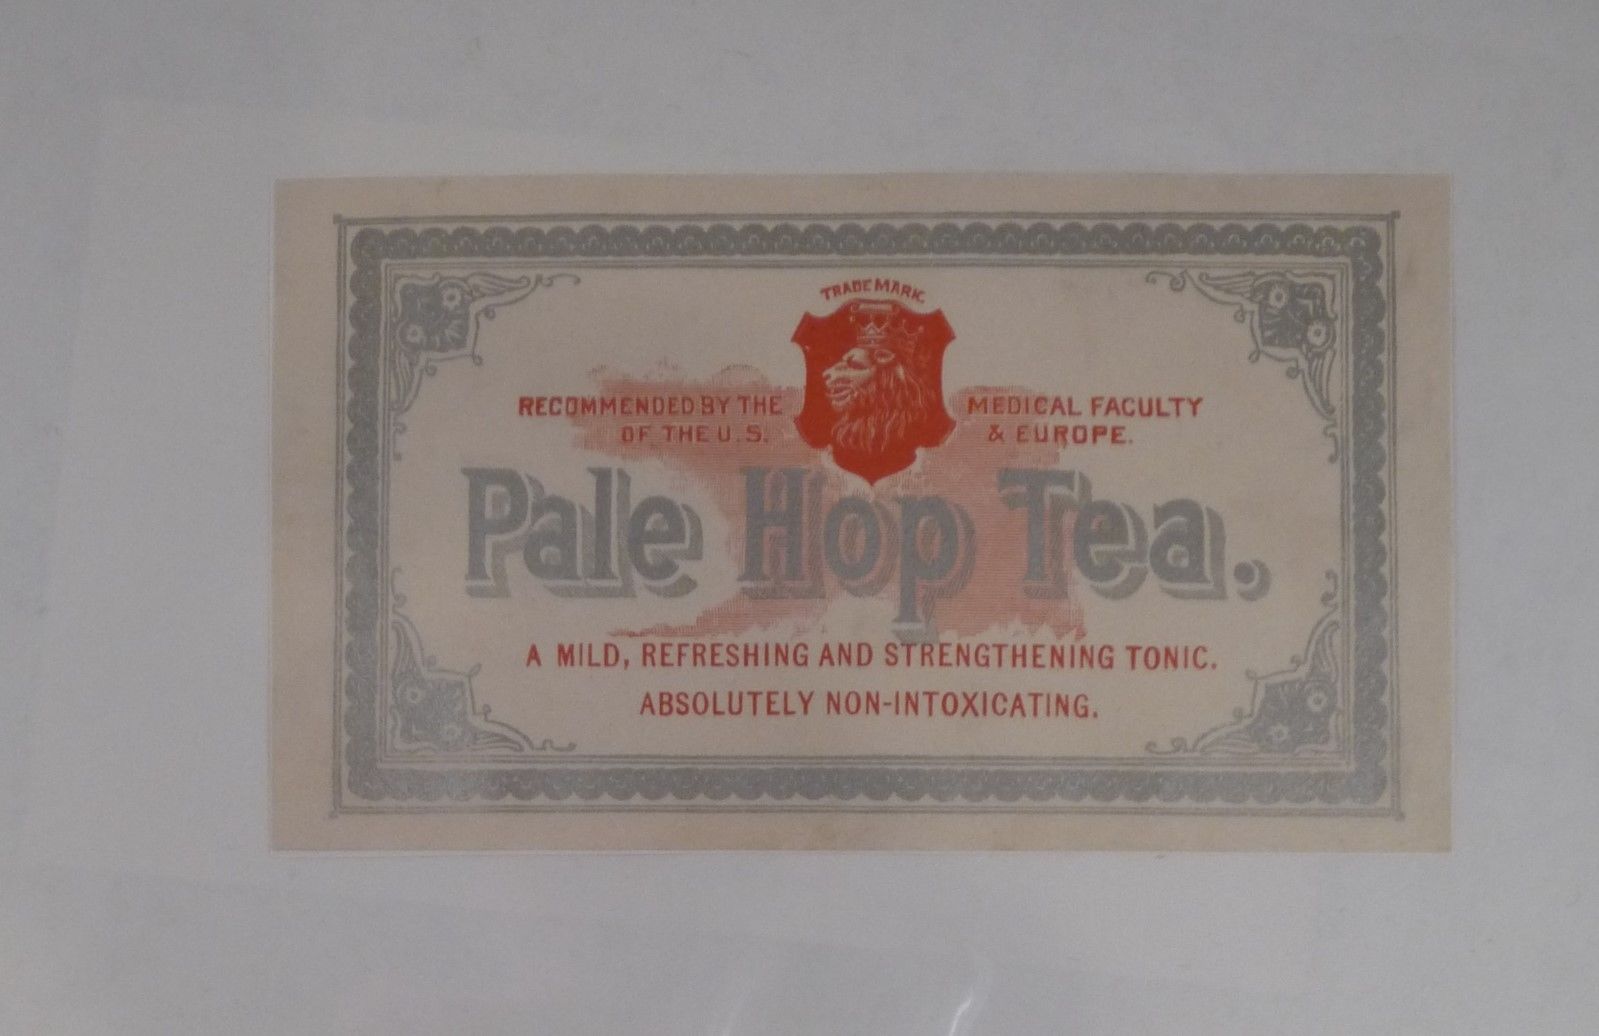 TRADE MARK.
RECOMMENDED BY THE MEDICAL FACULTY
OF THE U.S. & EUROPE.
Pale Hop Tea.
A MILD, REFRESHING AND STRENGTHENING TONIC.
ABSOLUTELY NON-INTOXICATING.